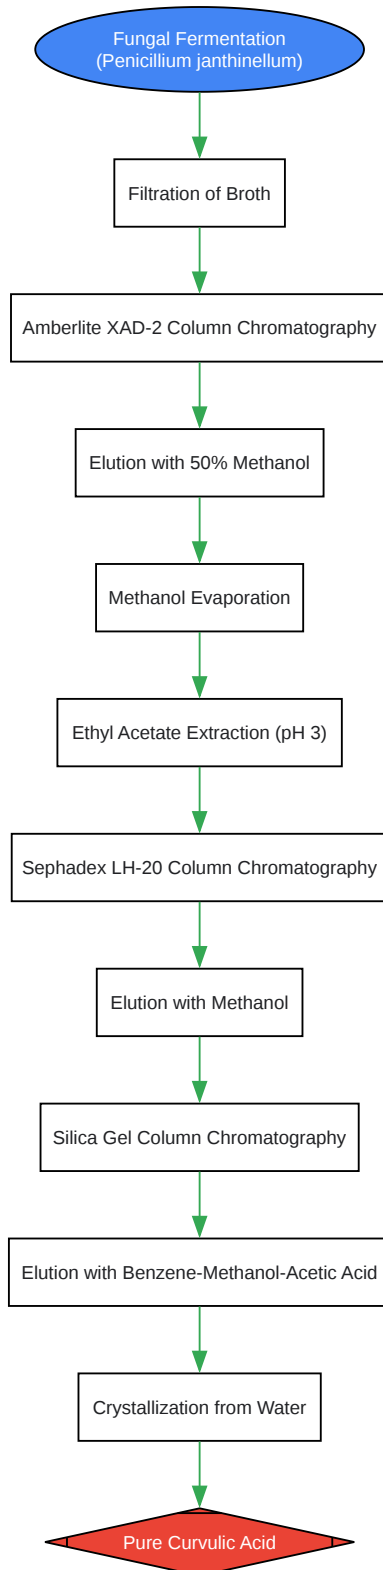 Fungal Fermentation
(Penicillium janthinellum)
Filtration of Broth
Amberlite XAD-2 Column Chromatography
Elution with 50% Methanol
Methanol Evaporation
Ethyl Acetate Extraction (pH 3)
Sephadex LH-20 Column Chromatography
Elution with Methanol
Silica Gel Column Chromatography
Elution with Benzene-Methanol-Acetic Acid
Crystallization from Water
Pure Curvulic Acid